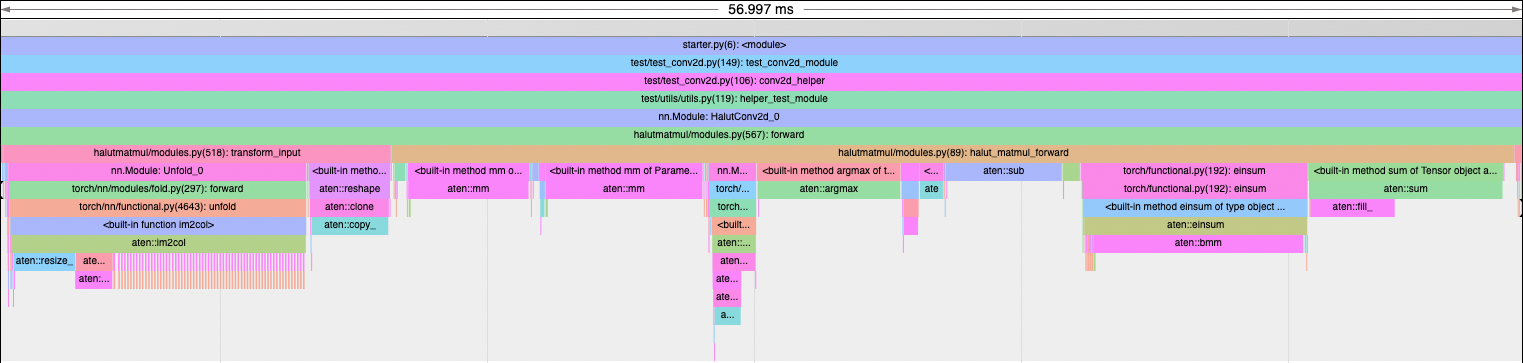 56.997 ms
starter.py(6): <module>
test/test_conv2d.py(149): test_conv2d_module
test/test_conv2d.py(106): conv2d_helper
test/utils/utils.py(119): helper_test_module
nn.Module: HalutConv2d_0
halutmatmul/modules.py(567): forward
halutmatmul/modules.py(518): transform_input halutmatmul/modules.py(89): halut_matmul_forward
nn.Module: Unfold_0 <built-in metho... <built-in method mm o... <built-in method mm of Parame... nn.M... <built-in method argmax of t... <... aten::sub torch/functional.py(192): einsum <built-in method sum of Tensor object a...
torch/nn/modules/fold.py(297): forward aten::reshape aten::mm aten::mm torch/... aten::argmax ate torch/functional.py(192): einsum aten::sum
torch/nn/functional.py(4643): unfold aten::clone torch... <built-in method einsum of type object ... aten::fill_
<built-in function im2col> aten::copy_ <built... aten::einsum
aten::im2col aten::... aten::bmm
aten::resize_ ate... aten...
aten:... ate...
ate...
a...